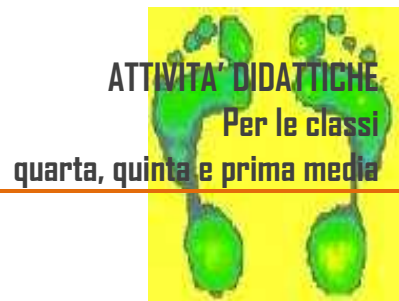 ATTIVITA' DIDATTICHE
Per le classi
quarta, quinta e prima media